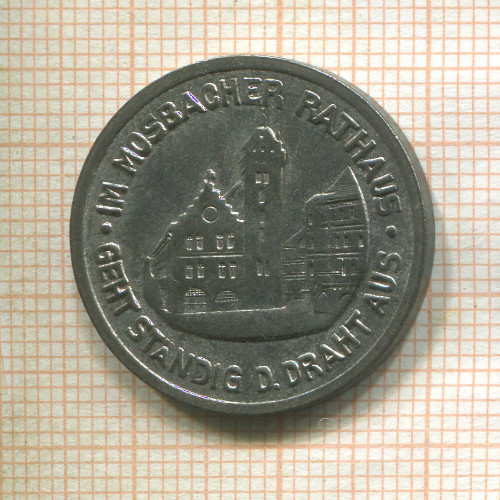 · IM MOSBACHER RATHAUS ·
GEHT STÄNDIG D. DRAHT AUS